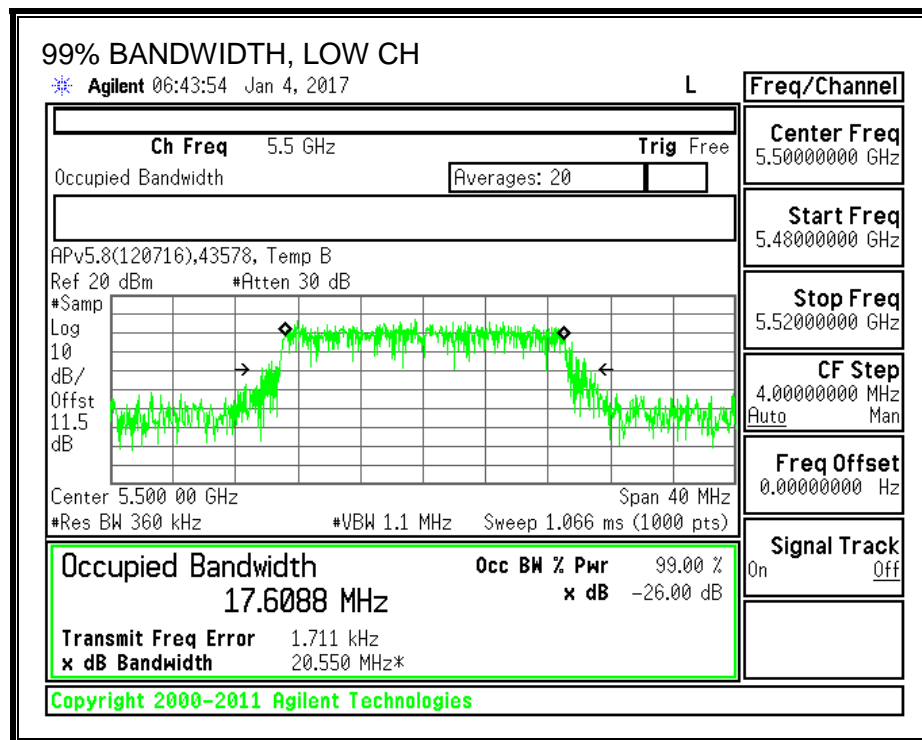 99% BANDWIDTH, LOW CH
Agilent 06:43:54 Jan 4, 2017 L
Ch Freq 5.5 GHz Trig Free
Occupied Bandwidth Averages: 20
APv5.8(120716),43578, Temp B
Ref 20 dBm #Atten 30 dB
#Samp
Log
10
dB/
Offst
11.5
dB
Center 5.500 00 GHz Span 40 MHz
#Res BW 360 kHz #VBW 1.1 MHz Sweep 1.066 ms (1000 pts)
Occupied Bandwidth Occ BW % Pwr 99.00 %
17.6088 MHz x dB -26.00 dB
Transmit Freq Error 1.711 kHz
x dB Bandwidth 20.550 MHz*
Copyright 2000-2011 Agilent Technologies
Freq/Channel
Center Freq
5.50000000 GHz
Start Freq
5.48000000 GHz
Stop Freq
5.52000000 GHz
CF Step
4.00000000 MHz
Auto Man
Freq Offset
0.00000000 Hz
Signal Track
On Off